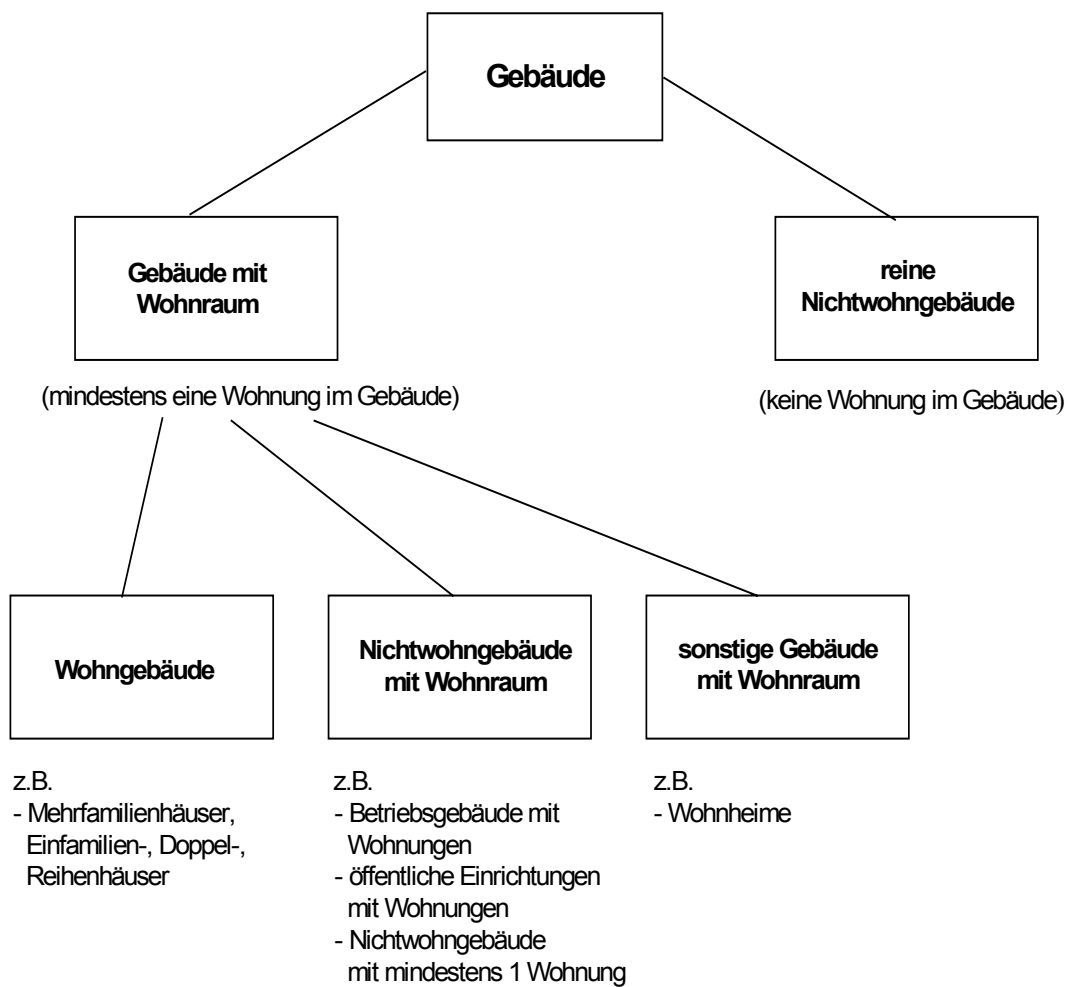 Gebäude
Gebäude mit
Wohnraum
reine
Nichtwohngebäude
(mindestens eine Wohnung im Gebäude)
(keine Wohnung im Gebäude)
Wohngebäude
Nichtwohngebäude
mit Wohnraum
sonstige Gebäude
mit Wohnraum
z.B.
- Mehrfamilienhäuser,
Einfamilien-, Doppel-,
Reihenhäuser
z.B.
- Betriebsgebäude mit
Wohnungen
- öffentliche Einrichtungen
mit Wohnungen
- Nichtwohngebäude
mit mindestens 1 Wohnung
z.B.
- Wohnheime